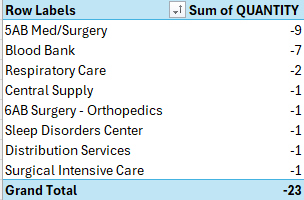 Row Labels Sum of QUANTITY
5AB Med/Surgery -9
Blood Bank -7
Respiratory Care -2
Central Supply -1
6AB Surgery - Orthopedics -1
Sleep Disorders Center -1
Distribution Services -1
Surgical Intensive Care -1
Grand Total -23